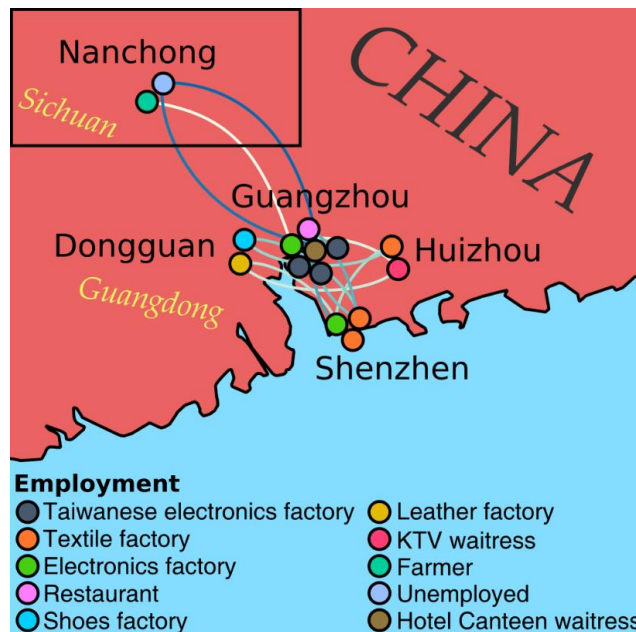 Nanchong
Sichuan
CHINA
Guangzhou
Dongguan
Huizhou
Guangdong
Shenzhen
Employment
Taiwanese electronics factory
Textile factory
Electronics factory
Restaurant
Shoes factory
Leather factory
KTV waitress
Farmer
Unemployed
Hotel Canteen waitress